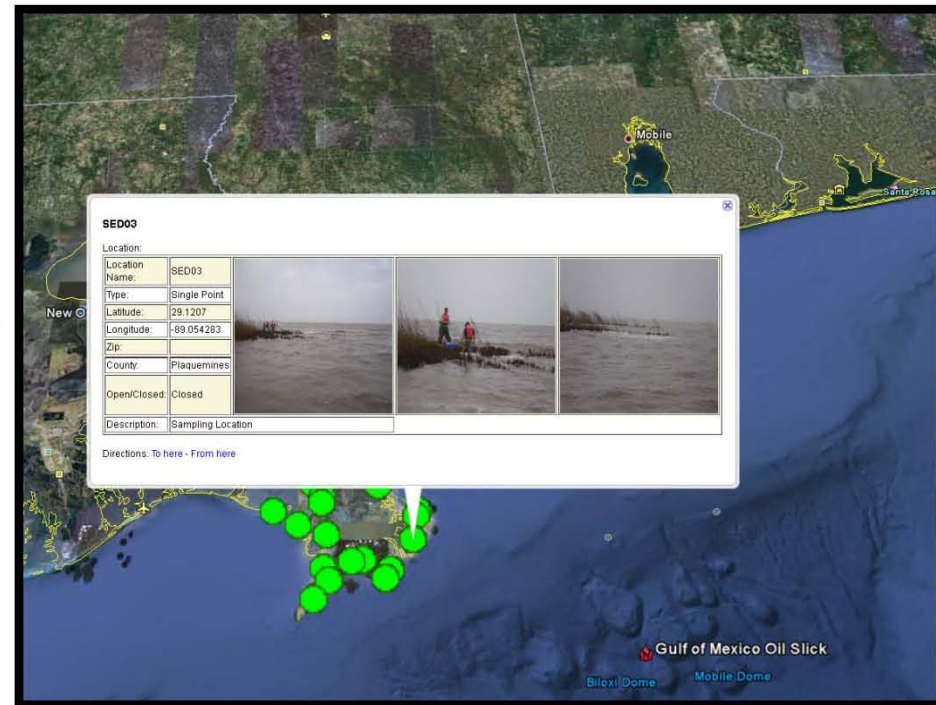 Mobile
Santa Rosa
SED03
Location:
Location Name: SED03
Type: Single Point
Latitude: 29.1207
Longitude: -89.054283
Zip:
County: Plaquemines
Open/Closed: Closed
Description: Sampling Location
New O
Directions: To here - From here
Gulf of Mexico Oil Slick
Biloxi Dome
Mobile Dome